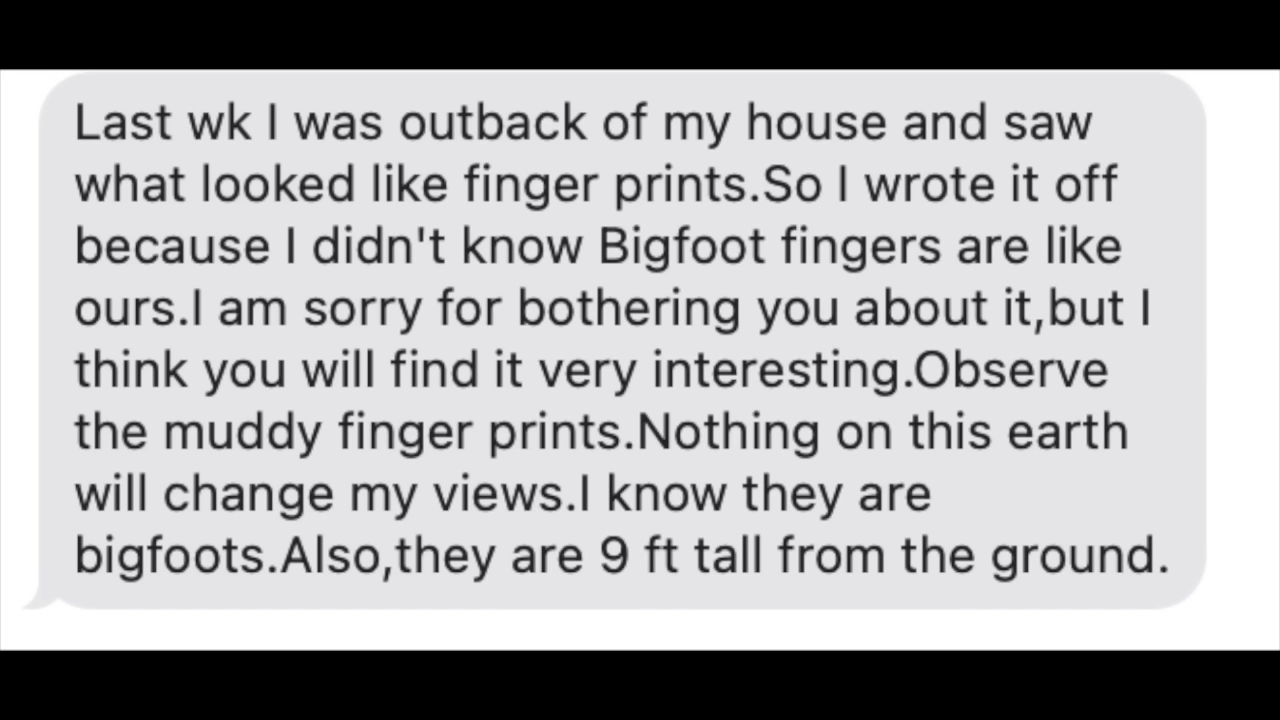 Last wk I was outback of my house and saw
what looked like finger prints.So I wrote it off
because I didn't know Bigfoot fingers are like
ours.I am sorry for bothering you about it,but I
think you will find it very interesting.Observe
the muddy finger prints.Nothing on this earth
will change my views.I know they are
bigfoots.Also,they are 9 ft tall from the ground.